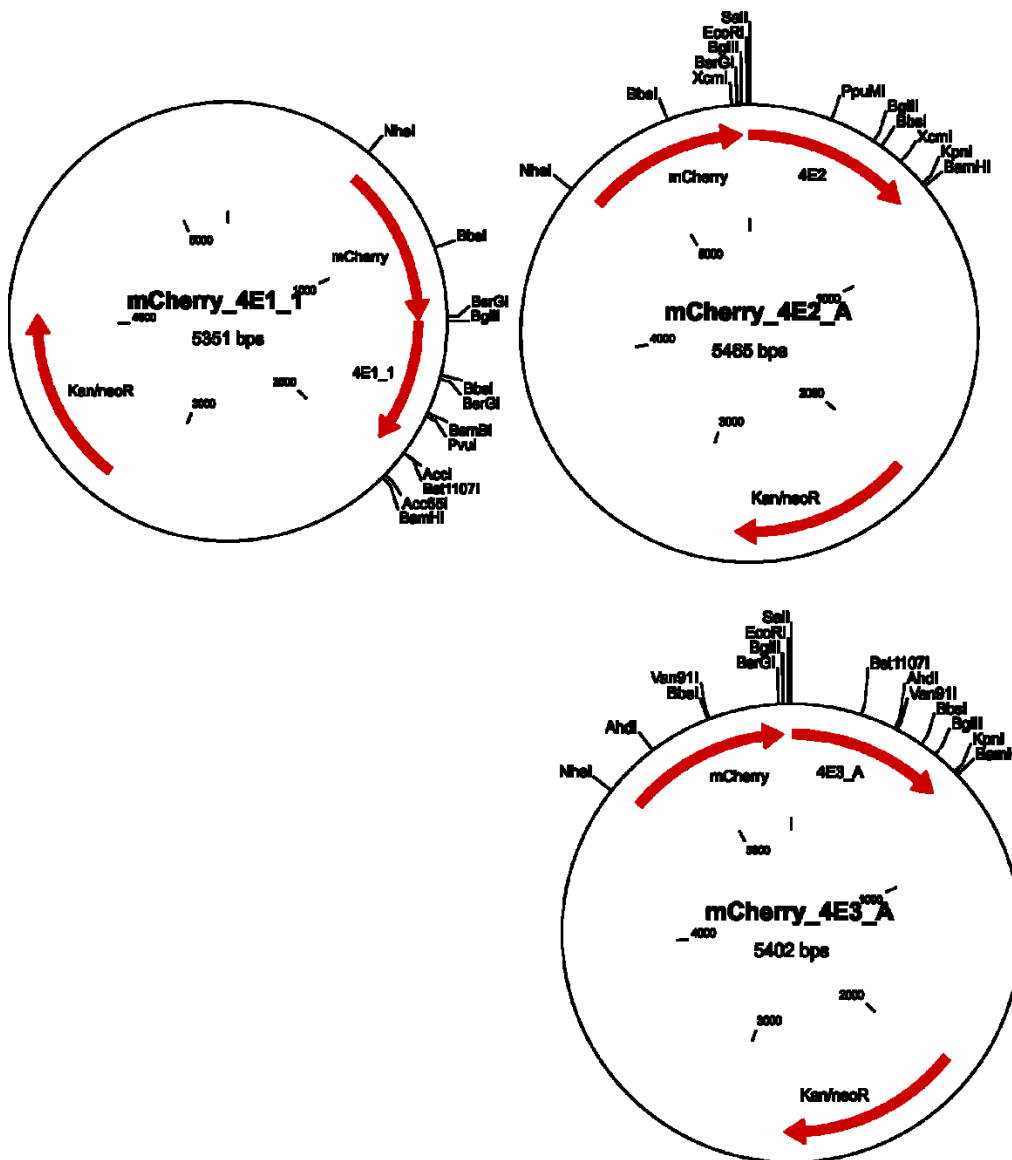 NheI
BbsI
BsrGI
BglII
BbsI
BsrGI
BsmBI
PvuI
AccI
Bst1107I
Acc65I
BamHI
mCherry
4E1_1
Kan/neoR
5000
1000
2000
3000
4000
mCherry_4E1_1
5351 bps
SalI
EcoRI
BglII
BsrGI
XcmI
BbsI
NheI
PpuMI
BglII
BbsI
XcmI
KpnI
BamHI
mCherry
4E2
5000
1000
mCherry_4E2_A
4000
5465 bps
2000
3000
Kan/neoR
SalI
EcoRI
BglII
BsrGI
Van91I
BbsI
AhdI
NheI
Bst1107I
AhdI
Van91I
BbsI
BglII
KpnI
BamH
mCherry
4E3_A
5000
1000
mCherry_4E3_A
4000
5402 bps
2000
3000
Kan/neoR